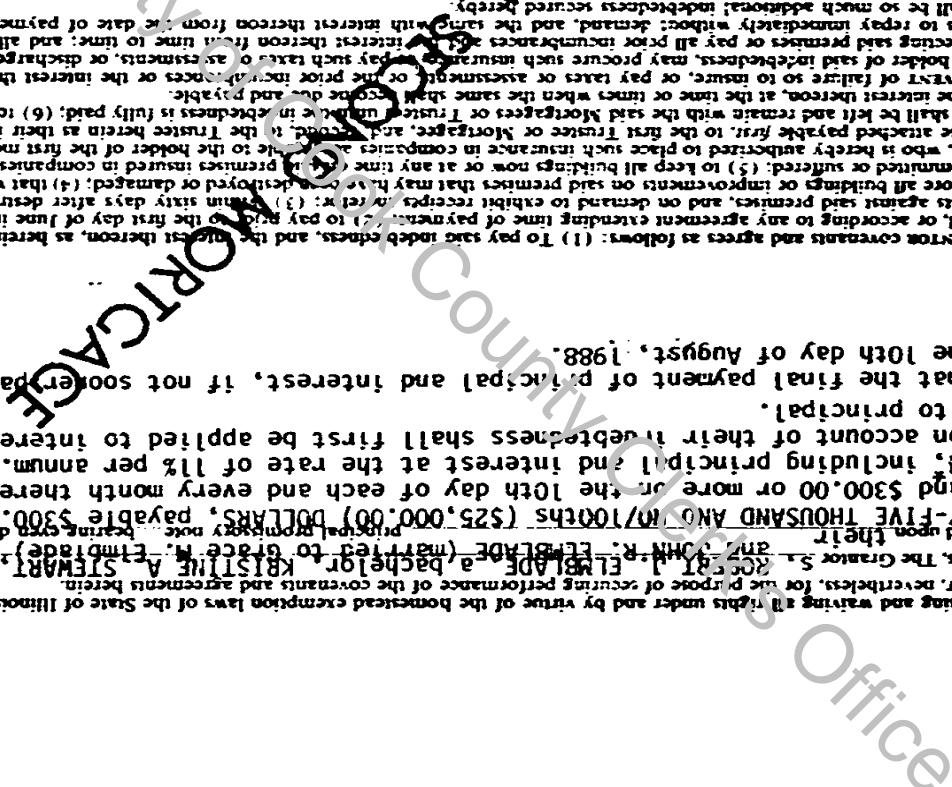 ing and waiving all rights under and by virtue of the homestead exemption laws of the State of Illinois
, nevertheless, for the purpose of securing performance of the covenants and agreements herein.
The Grantor s, ROBERT J. ELMBLADE a bachelor, KRISTINE A. STEWART,
and JOHN R. ELMBLADE (married to Grace M. Elmblade),
upon their principal promissory note bearing even d
-FIVE THOUSAND AND NO/100ths ($25,000.00) DOLLARS, payable $300.
and $300.00 or more on the 10th day of each and every month there
, including principal and interest at the rate of 11% per annum.
on account of their indebtedness shall first be applied to intere
to principal.
at the final payment of principal and interest, if not sooner pa
e 10th day of August, 1988.
SECOND MORTGAGE
covenants and agrees as follows: (1) To pay said indebtedness, and the interest thereon, as herein
, or according to any agreement extending time of payment; (2) to pay prior to the first day of June in
ts against said premises, and on demand to exhibit receipts therefor; (3) within sixty days after destr
ore all buildings or improvements on said premises that may have been destroyed or damaged; (4) that
mmitted or suffered; (5) to keep all buildings now or at any time on said premises insured in companies
, who is hereby authorized to place such insurance in companies acceptable to the holder of the first m
e attached payable first, to the first Trustee or Mortgagee, and, second, to the Trustee herein as their i
shall be left and remain with the said Mortgagees or Trustees until the indebtedness is fully paid; (6) to
e interest thereon, at the time or times when the same shall become due and payable.
VENT of failure so to insure, or pay taxes or assessments, or the prior incumbrances or the interest th
holder of said indebtedness, may procure such insurance, or pay such taxes or assessments, or discharge
ecting said premises or pay all prior incumbrances and the interest thereon from time to time; and all
s to repay immediately without demand, and the same with interest thereon from the date of payme
ll be so much additional indebtedness secured hereby.
y of Cook County Clerk's Office